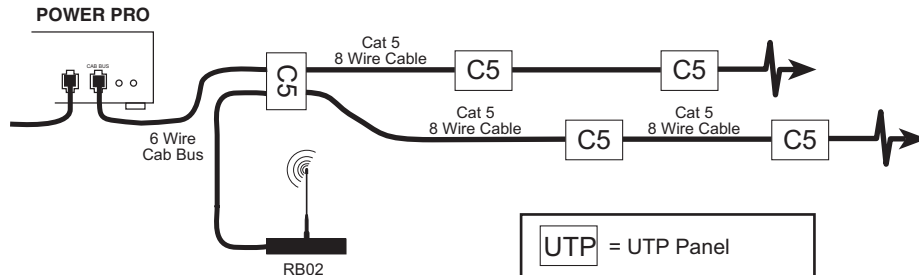 POWER PRO
CAB BUS
Cat 5
8 Wire Cable
C5
C5
C5
6 Wire
Cab Bus
Cat 5
8 Wire Cable
C5
Cat 5
8 Wire Cable
C5
RB02
UTP = UTP Panel